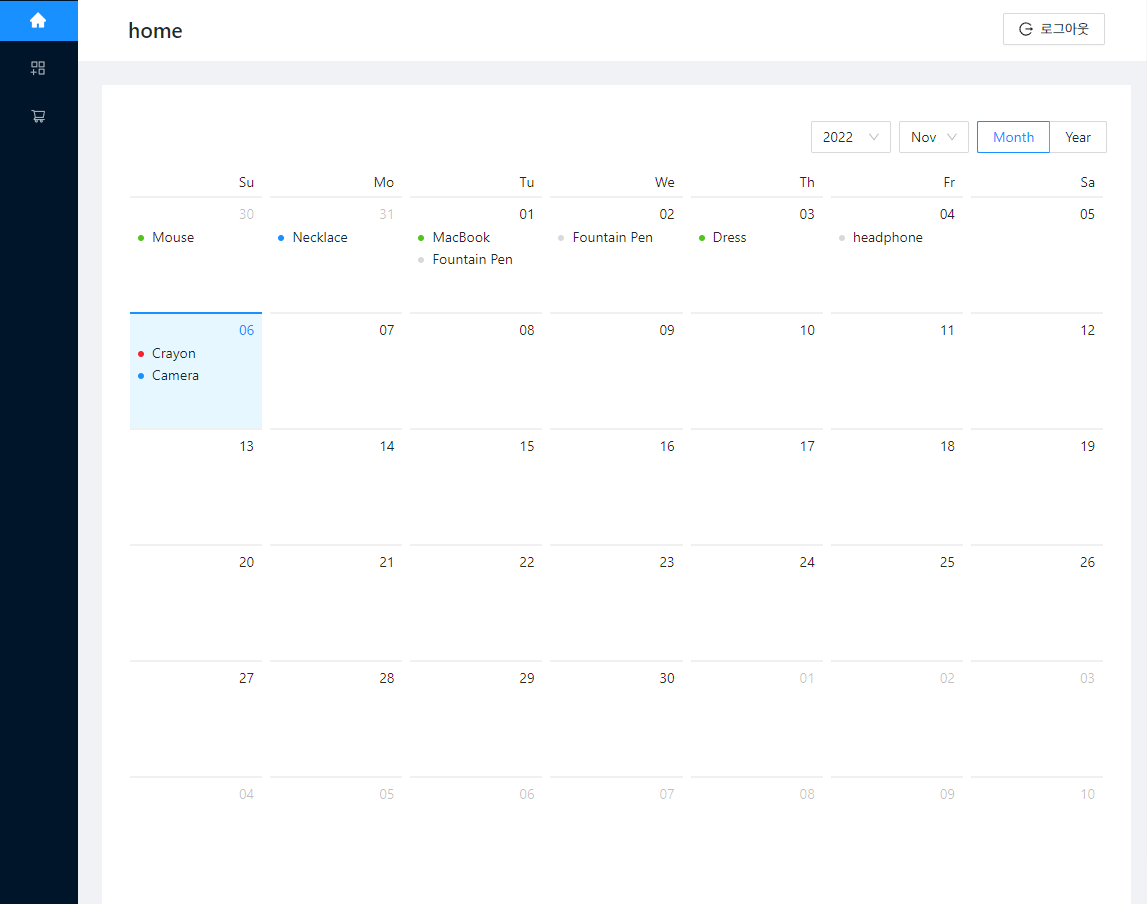 home
로그아웃
2022 Nov Month Year
Su Mo Tu We Th Fr Sa
30 31 01 02 03 04 05
Mouse Necklace MacBook Fountain Pen Dress headphone
Fountain Pen
06 07 08 09 10 11 12
Crayon
Camera
13 14 15 16 17 18 19
20 21 22 23 24 25 26
27 28 29 30 01 02 03
04 05 06 07 08 09 10